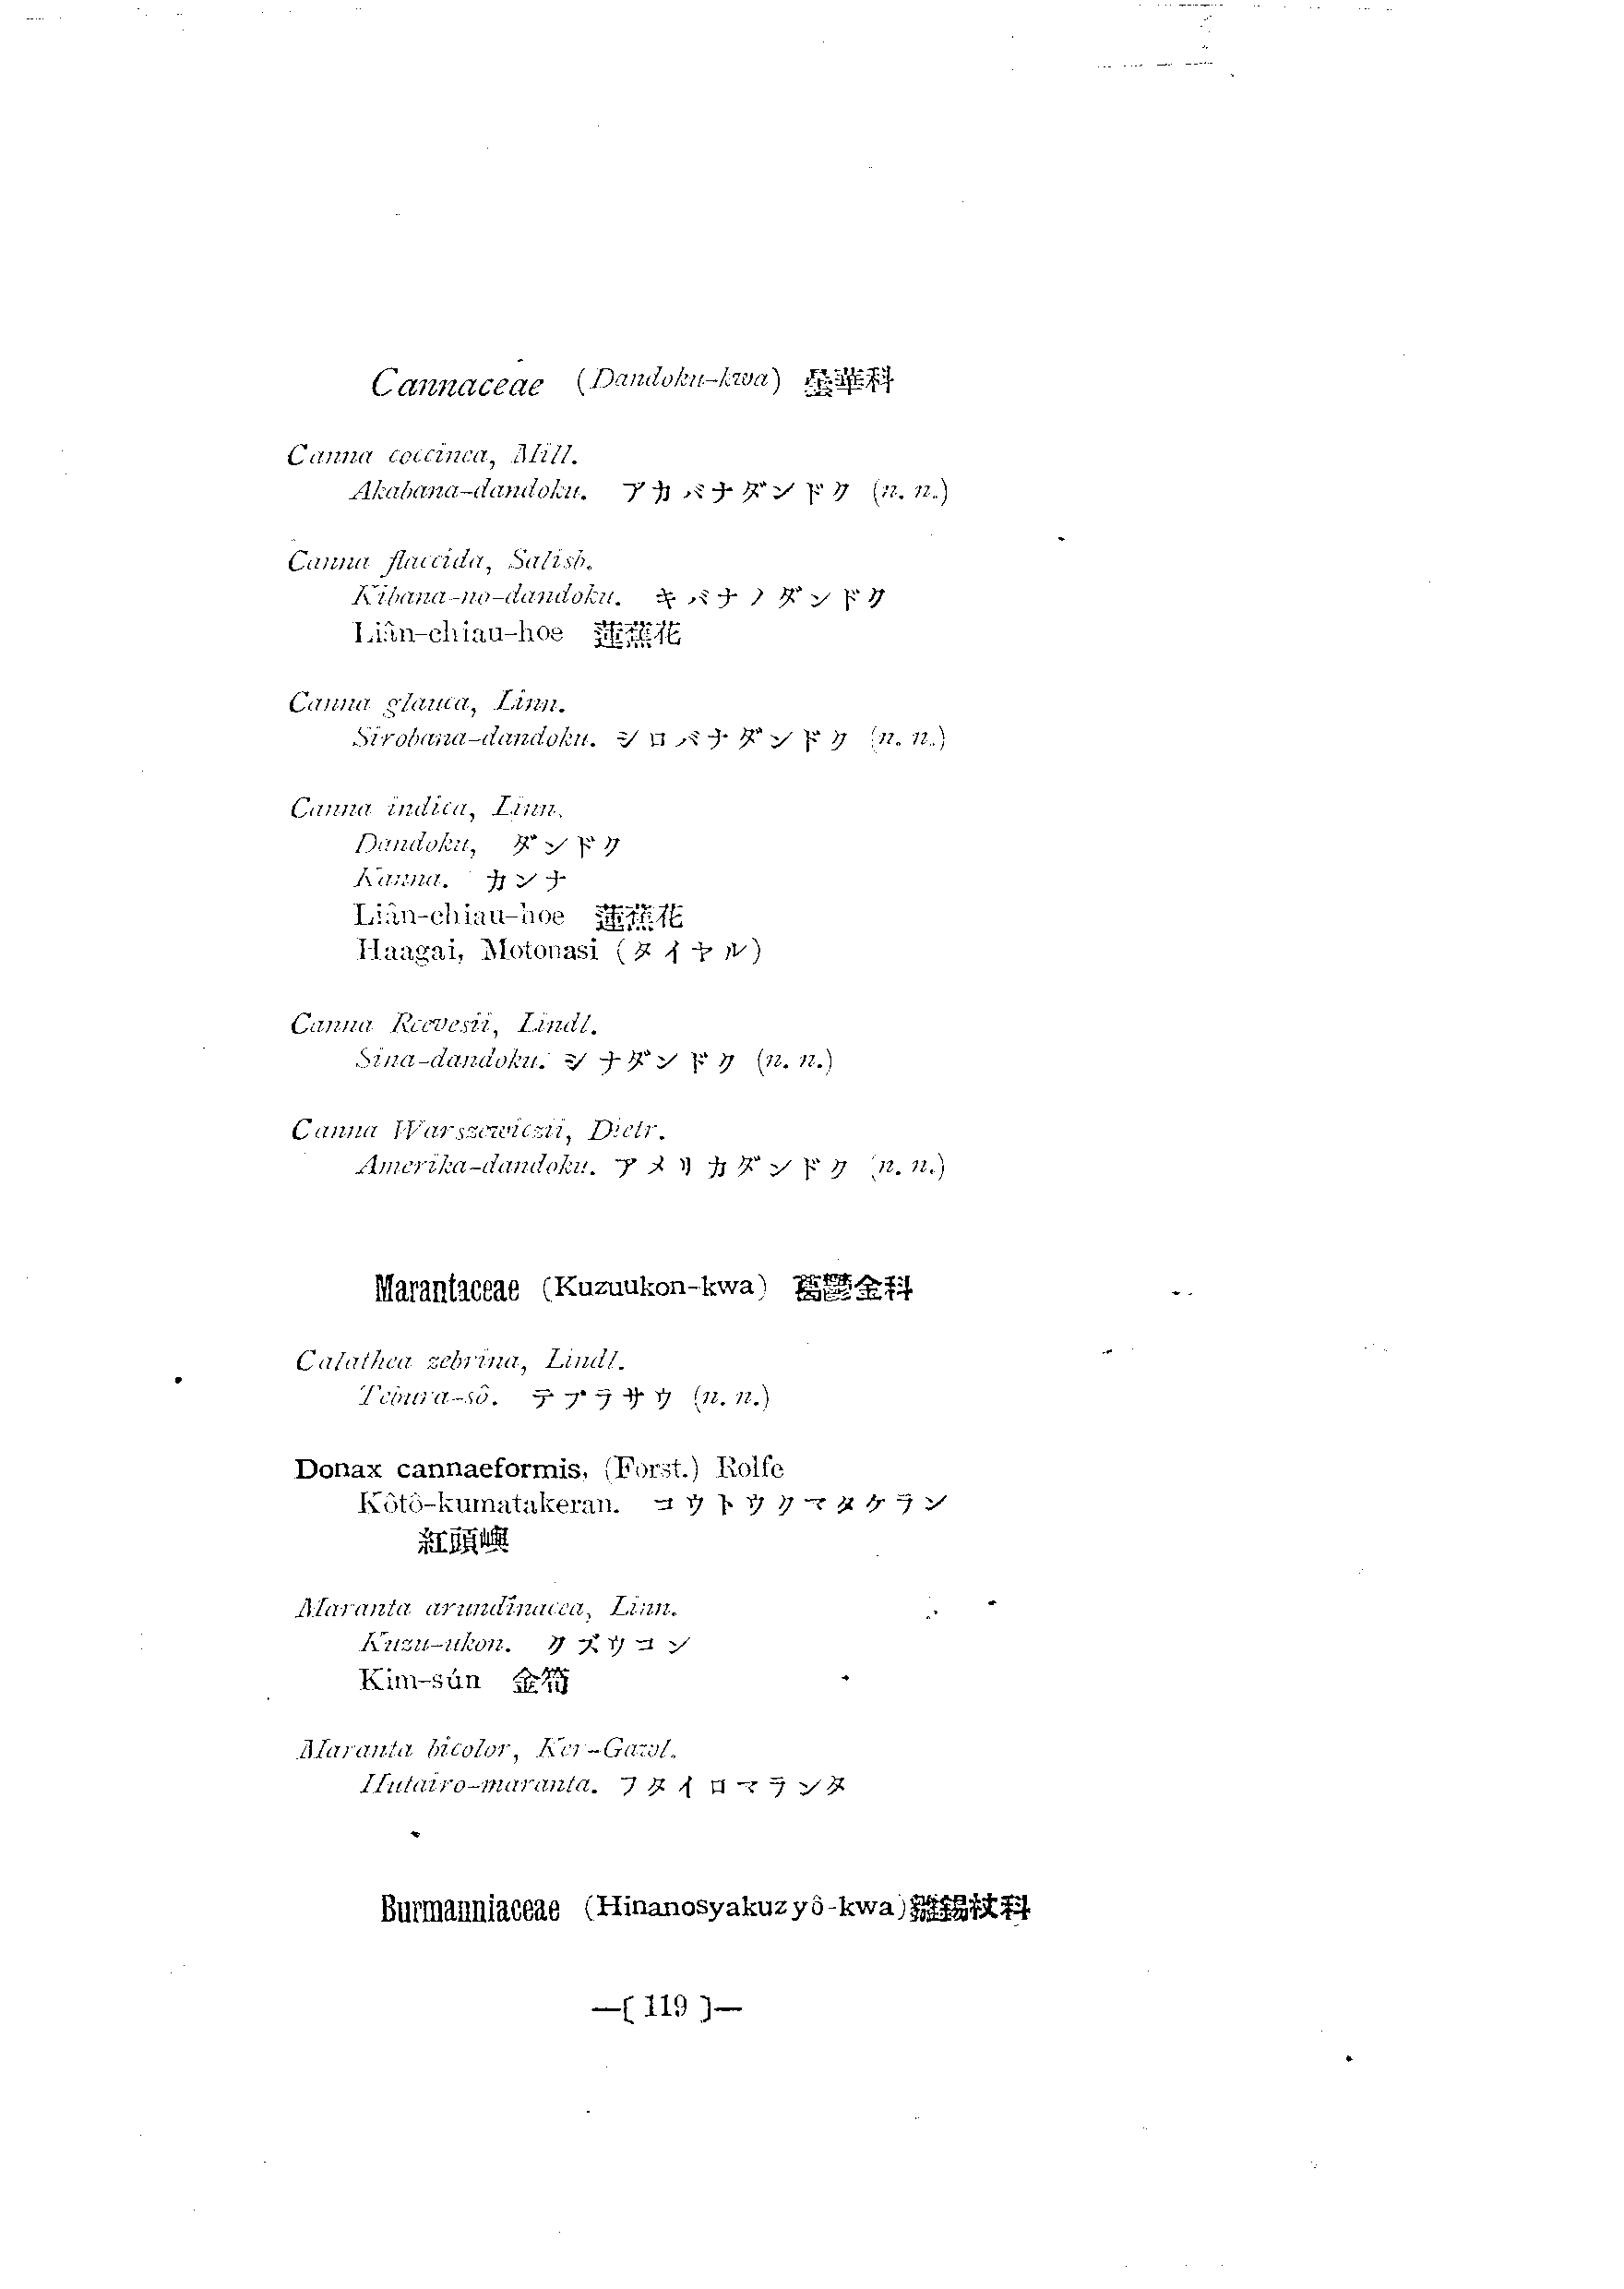 Cannaceae (Dandoku-kwa) 曇華科
Canna coccinea, Mill.
Akabana-dandoku. アカバナダンドク (n. n.)
Canna flaccida, Salisb.
Kibana-no-dandoku. キバナノダンドク
Liân-chiau-hoe 蓮蕉花
Canna glauca, Linn.
Sirobana-dandoku. シロバナダンドク (n. n.)
Canna indica, Linn.
Dandoku, ダンドク
Kanna. カンナ
Liân-chiau-hoe 蓮蕉花
Haagai, Motonasi (タイヤル)
Canna Reevesii, Lindl.
Sina-dandoku. シナダンドク (n. n.)
Canna Warszewiczii, Dietr.
Amerika-dandoku. アメリカダンドク (n. n.)
Marantaceae (Kuzuukon-kwa) 葛鬱金科
Calathea zebrina, Lindl.
Tebura-sô. テブラサウ (n. n.)
Donax cannaeformis, (Forst.) Rolfe
Kôtô-kumatakeran. コウトウクマタケラン
紅頭嶼
Maranta arundinacea, Linn.
Kuzu-ukon. クズウコン
Kim-sún 金筍
Maranta bicolor, Ker-Gawl.
Hutairo-maranta. フタイロマランタ
Burmanniaceae (Hinanosyakuzyô-kwa) 雛錫杖科
—( 119 )—